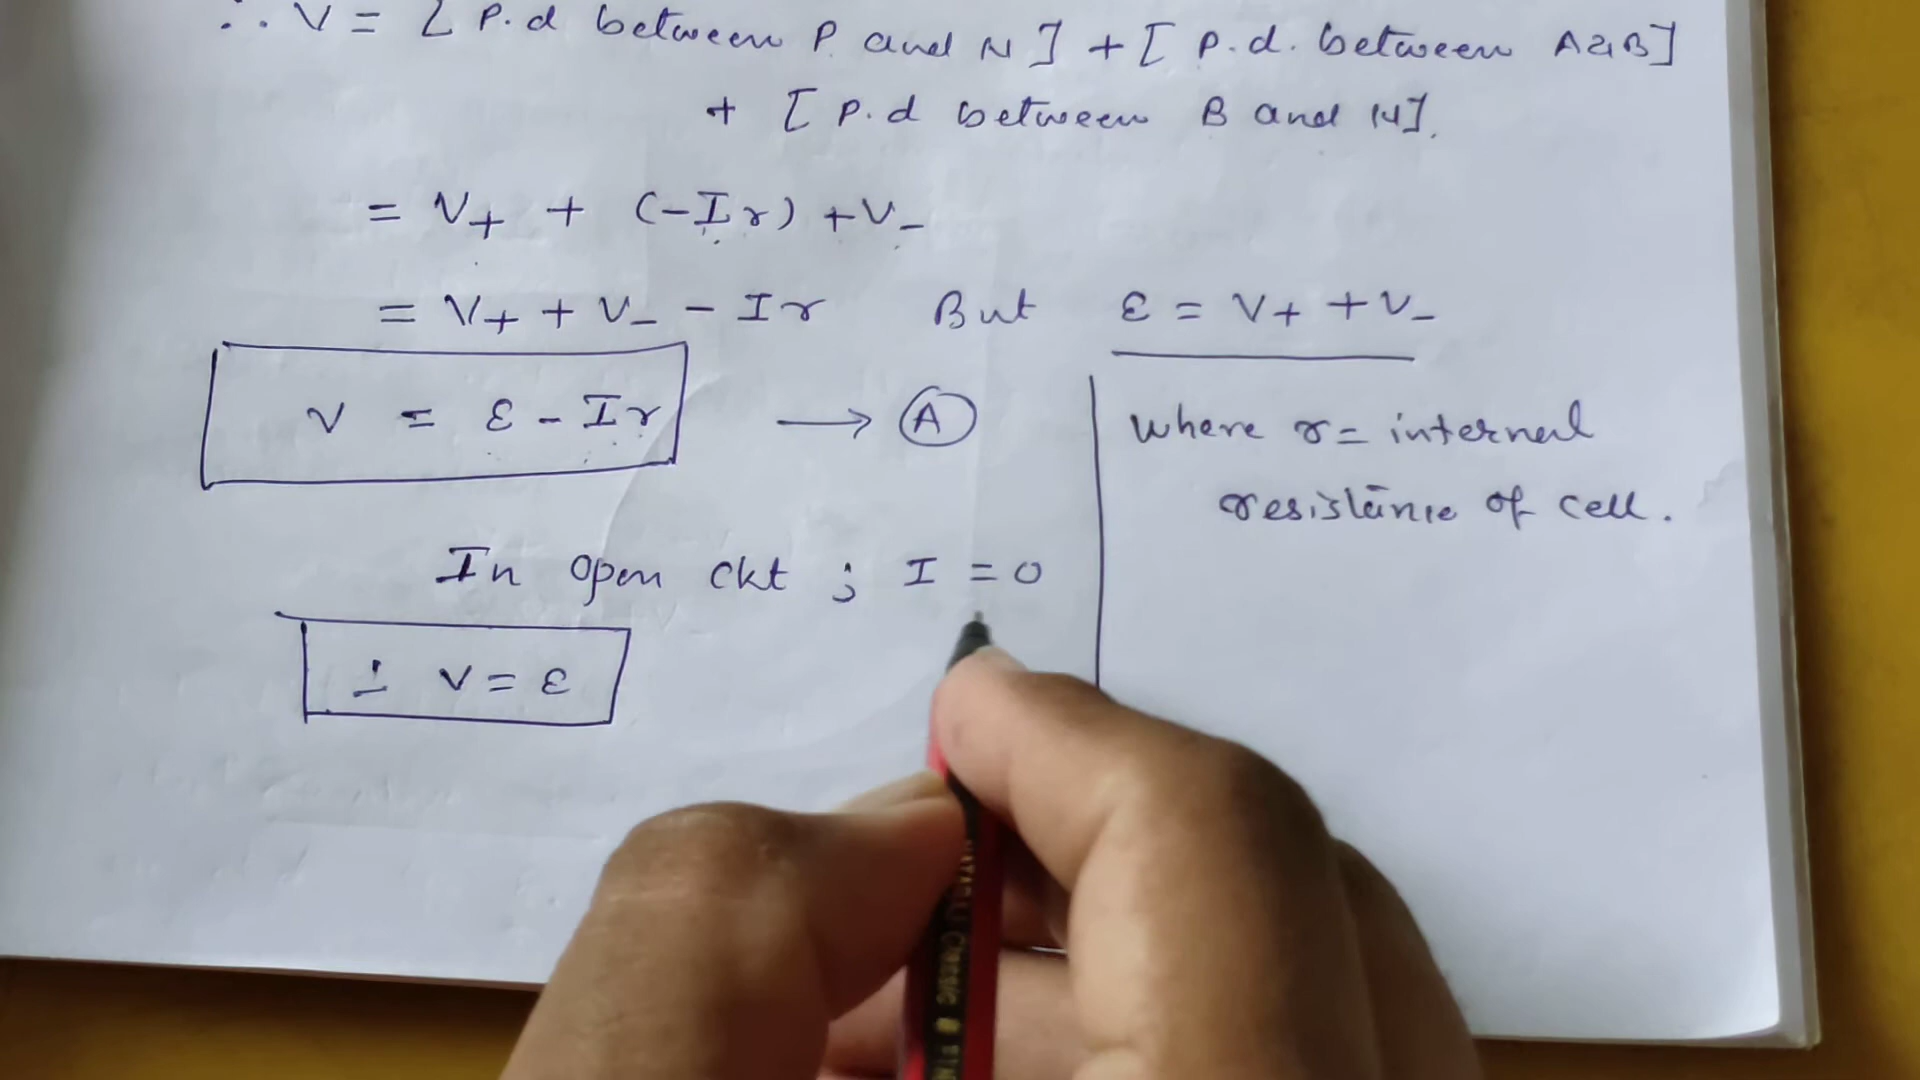 ∴ V = [ P.d between P and N ] + [ P.d. between A & B]
+ [ P.d between B and N].
= V+ + (-Ir) + V-
= V+ + V- - Ir But ε = V+ + V-
V = ε - Ir → (A)
where r = internal
resistance of cell.
In open ckt ; I = 0
∴ V = ε